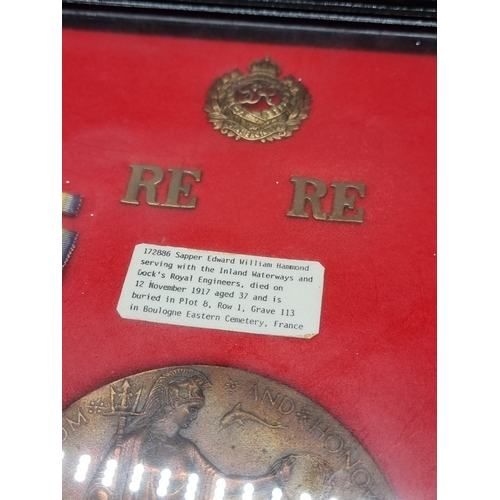 RE RE
172886 Sapper Edward William Hammond
serving with the Inland Waterways and
Dock's Royal Engineers, died on
12 November 1917 aged 37 and is
buried in Plot 8, Row 1, Grave 113
in Boulogne Eastern Cemetery, France
AND HONO